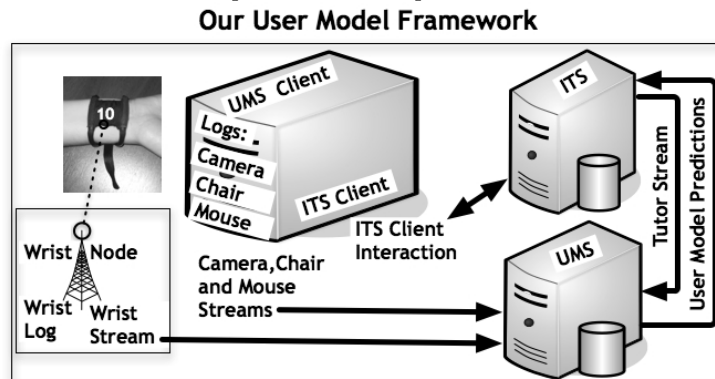 Our User Model Framework
10
UMS Client
Logs:
Camera
Chair
Mouse
ITS Client
ITS
ITS Client
Interaction
Tutor Stream
User Model Predictions
UMS
Wrist Node
Wrist
Log
Wrist
Stream
Camera,Chair
and Mouse
Streams